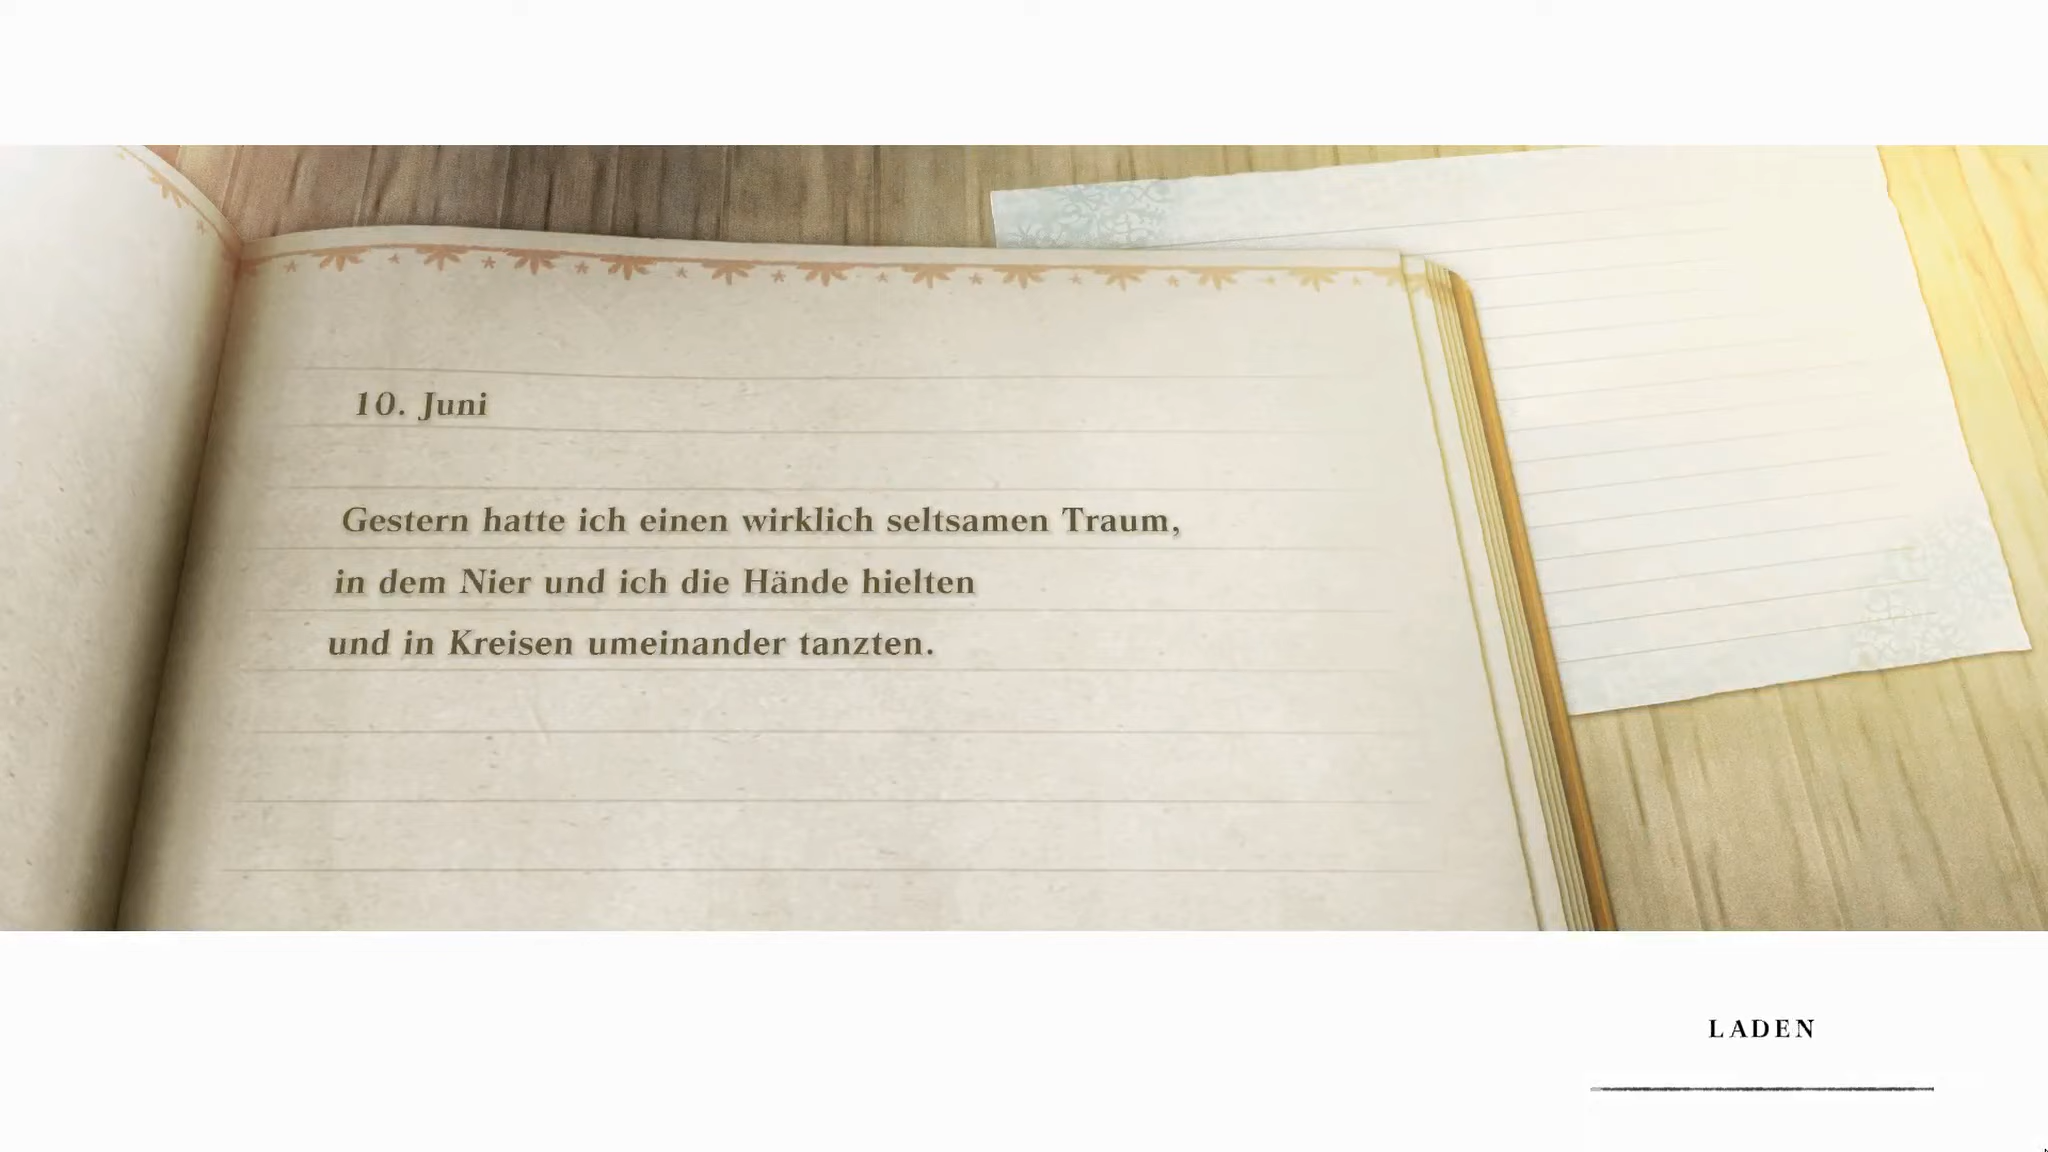 10. Juni
Gestern hatte ich einen wirklich seltsamen Traum,
in dem Nier und ich die Hände hielten
und in Kreisen umeinander tanzten.
LADEN